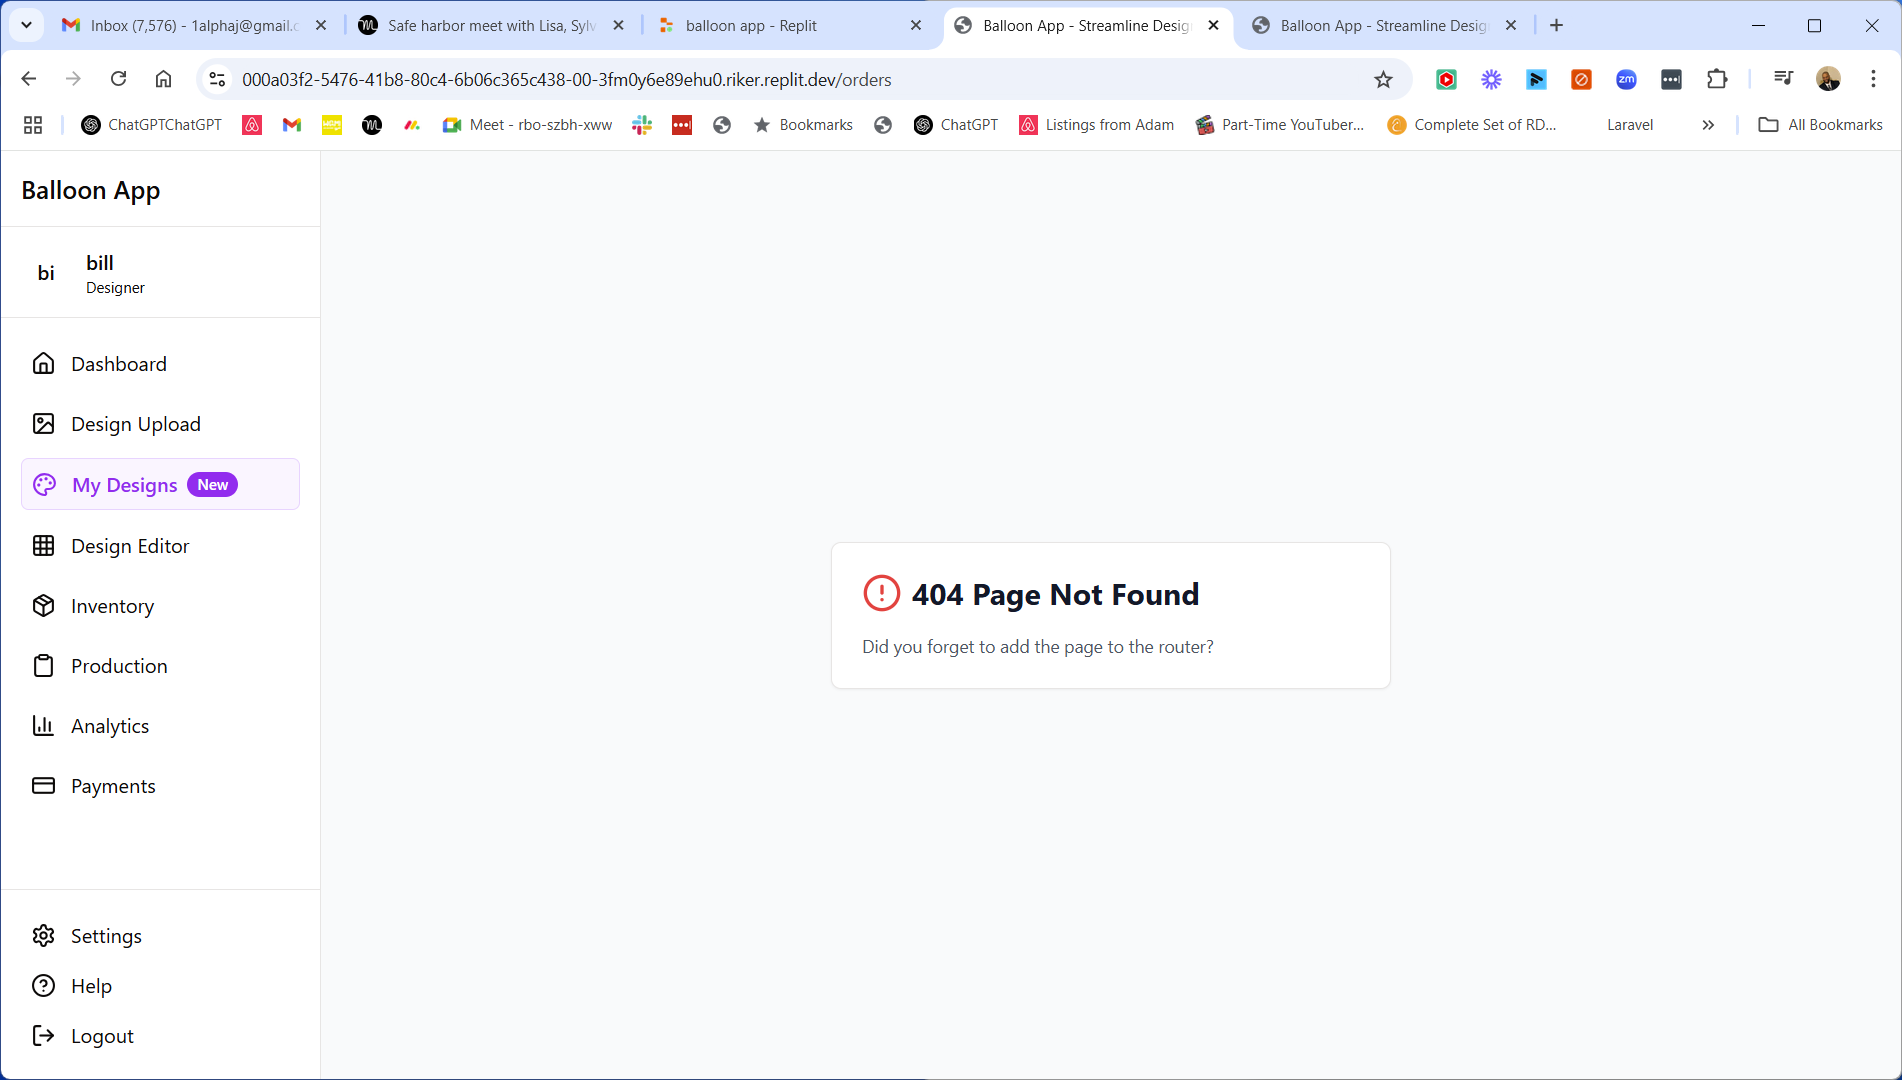 Inbox (7,576) - 1alphaj@gmail.c
Safe harbor meet with Lisa, Sylv
balloon app - Replit
Balloon App - Streamline Desig
Balloon App - Streamline Desig
000a03f2-5476-41b8-80c4-6b06c365c438-00-3fm0y6e89ehu0.riker.replit.dev/orders
zm
ChatGPTChatGPT
Meet - rbo-szbh-xww
Bookmarks
ChatGPT
Listings from Adam
Part-Time YouTuber...
Complete Set of RD...
Laravel
All Bookmarks
Balloon App
bi
bill
Designer
Dashboard
Design Upload
My Designs New
Design Editor
Inventory
Production
Analytics
Payments
Settings
Help
Logout
404 Page Not Found
Did you forget to add the page to the router?